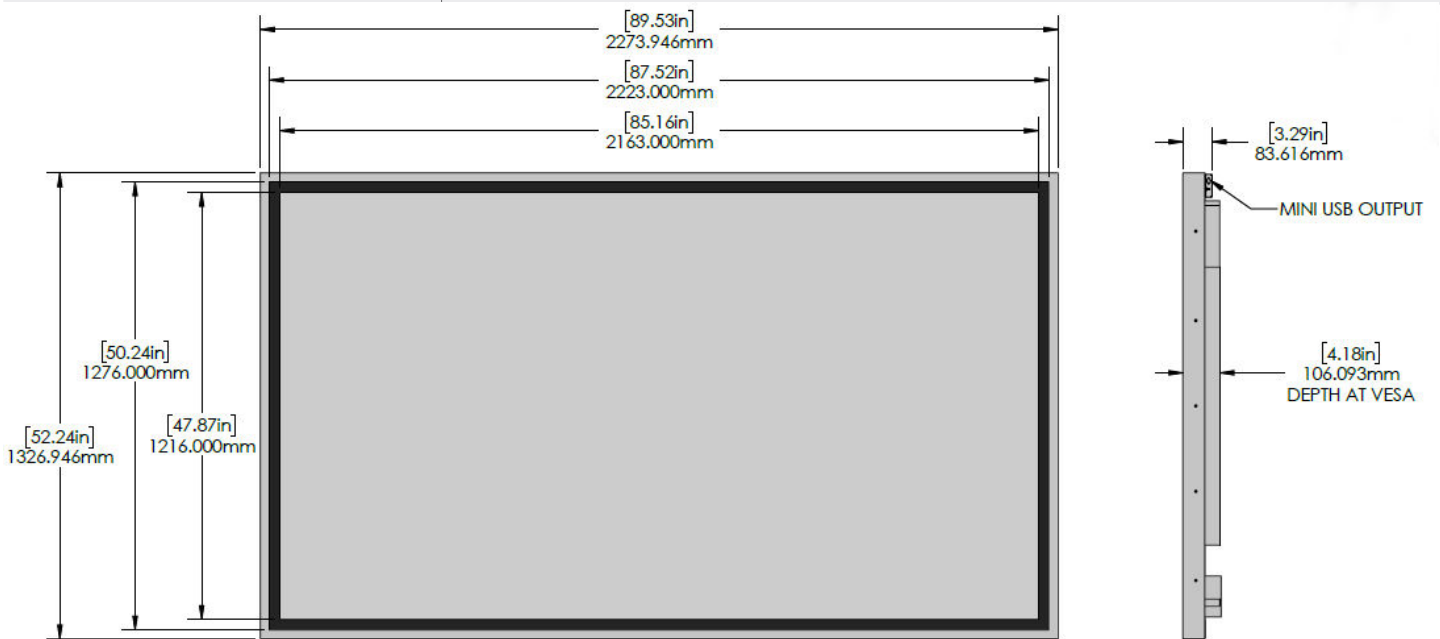 [89.53in]
2273.946mm
[87.52in]
2223.000mm
[85.16in]
2163.000mm
[3.29in]
83.616mm
MINI USB OUTPUT
[50.24in]
1276.000mm
[4.18in]
106.093mm
DEPTH AT VESA
[47.87in]
1216.000mm
[52.24in]
1326.946mm